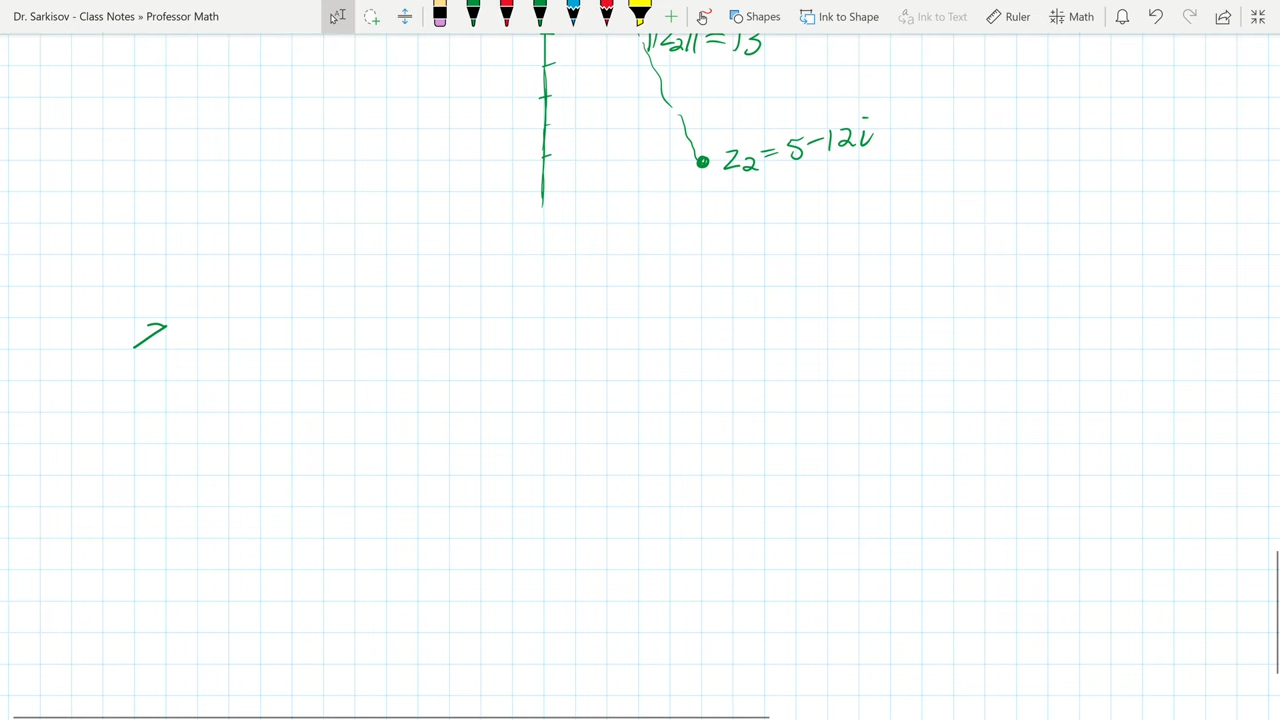 Dr. Sarkisov - Class Notes » Professor Math
Shapes
Ink to Shape
Ink to Text
Ruler
Math
||z₂|| = 13
z₂ = 5-12i